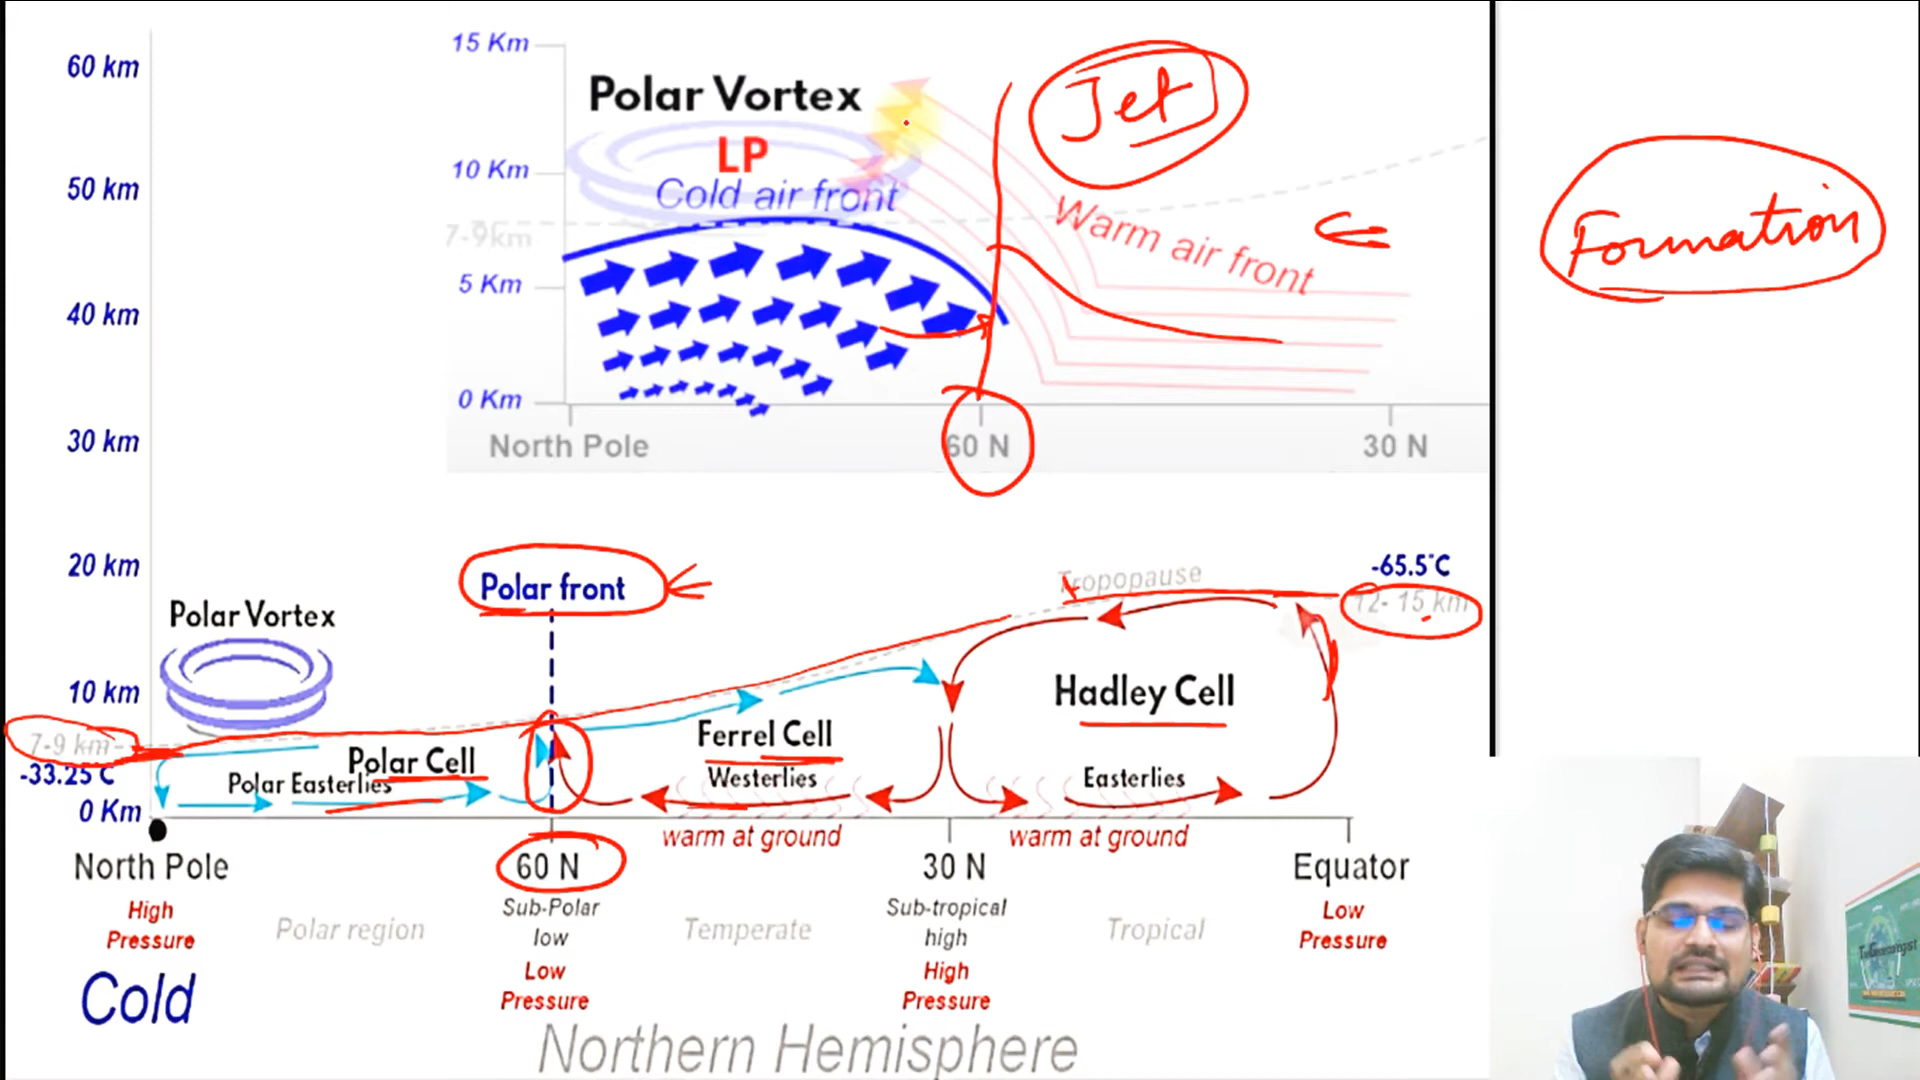 60 km
50 km
40 km
30 km
20 km
10 km
7-9 km
-33.25°C
0 Km
15 Km
10 Km
7-9km
5 Km
0 Km
Polar Vortex
LP
Cold air front
Jet
Warm air front
North Pole
60 N
30 N
Formation
Polar front
Polar Vortex
Tropopause
-65.5°C
12- 15 km
Polar Cell
Polar Easterlies
Ferrel Cell
Westerlies
Hadley Cell
Easterlies
warm at ground
warm at ground
North Pole
60 N
30 N
Equator
High
Pressure
Polar region
Sub-Polar
low
Low
Pressure
Temperate
Sub-tropical
high
High
Pressure
Tropical
Low
Pressure
Cold
Northern Hemisphere